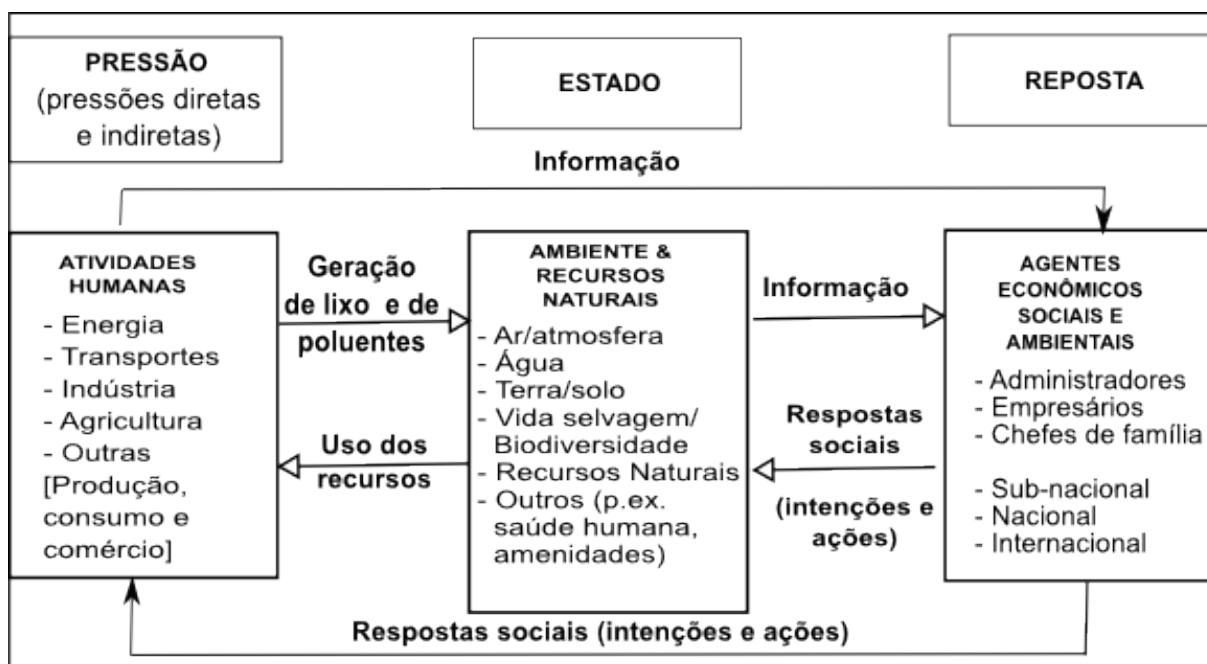 PRESSÃO
(pressões diretas
e indiretas)
ESTADO
REPOSTA
Informação
ATIVIDADES
HUMANAS
- Energia
- Transportes
- Indústria
- Agricultura
- Outras
[Produção,
consumo e
comércio]
Geração
de lixo e de
poluentes
Uso dos
recursos
AMBIENTE &
RECURSOS
NATURAIS
- Ar/atmosfera
- Água
- Terra/solo
- Vida selvagem/
Biodiversidade
- Recursos Naturais
- Outros (p.ex.
saúde humana,
amenidades)
Informação
Respostas
sociais
(intenções e
ações)
AGENTES
ECONÔMICOS
SOCIAIS E
AMBIENTAIS
- Administradores
- Empresários
- Chefes de família
- Sub-nacional
- Nacional
- Internacional
Respostas sociais (intenções e ações)